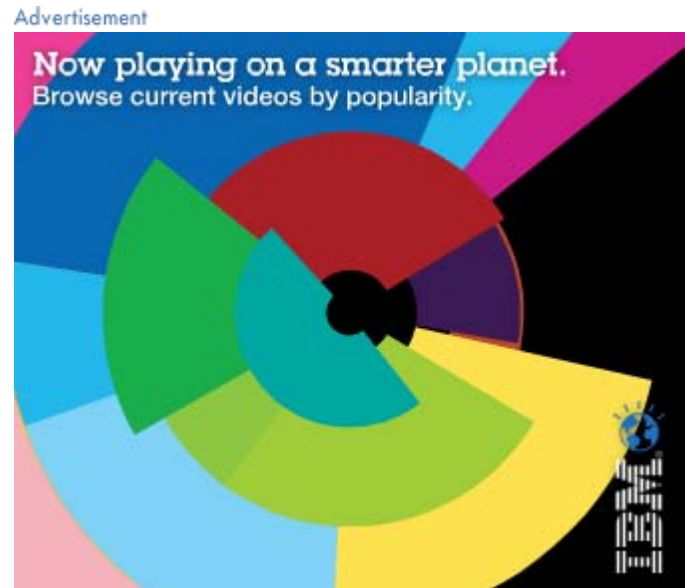 Advertisement
Now playing on a smarter planet.
Browse current videos by popularity.
IBM